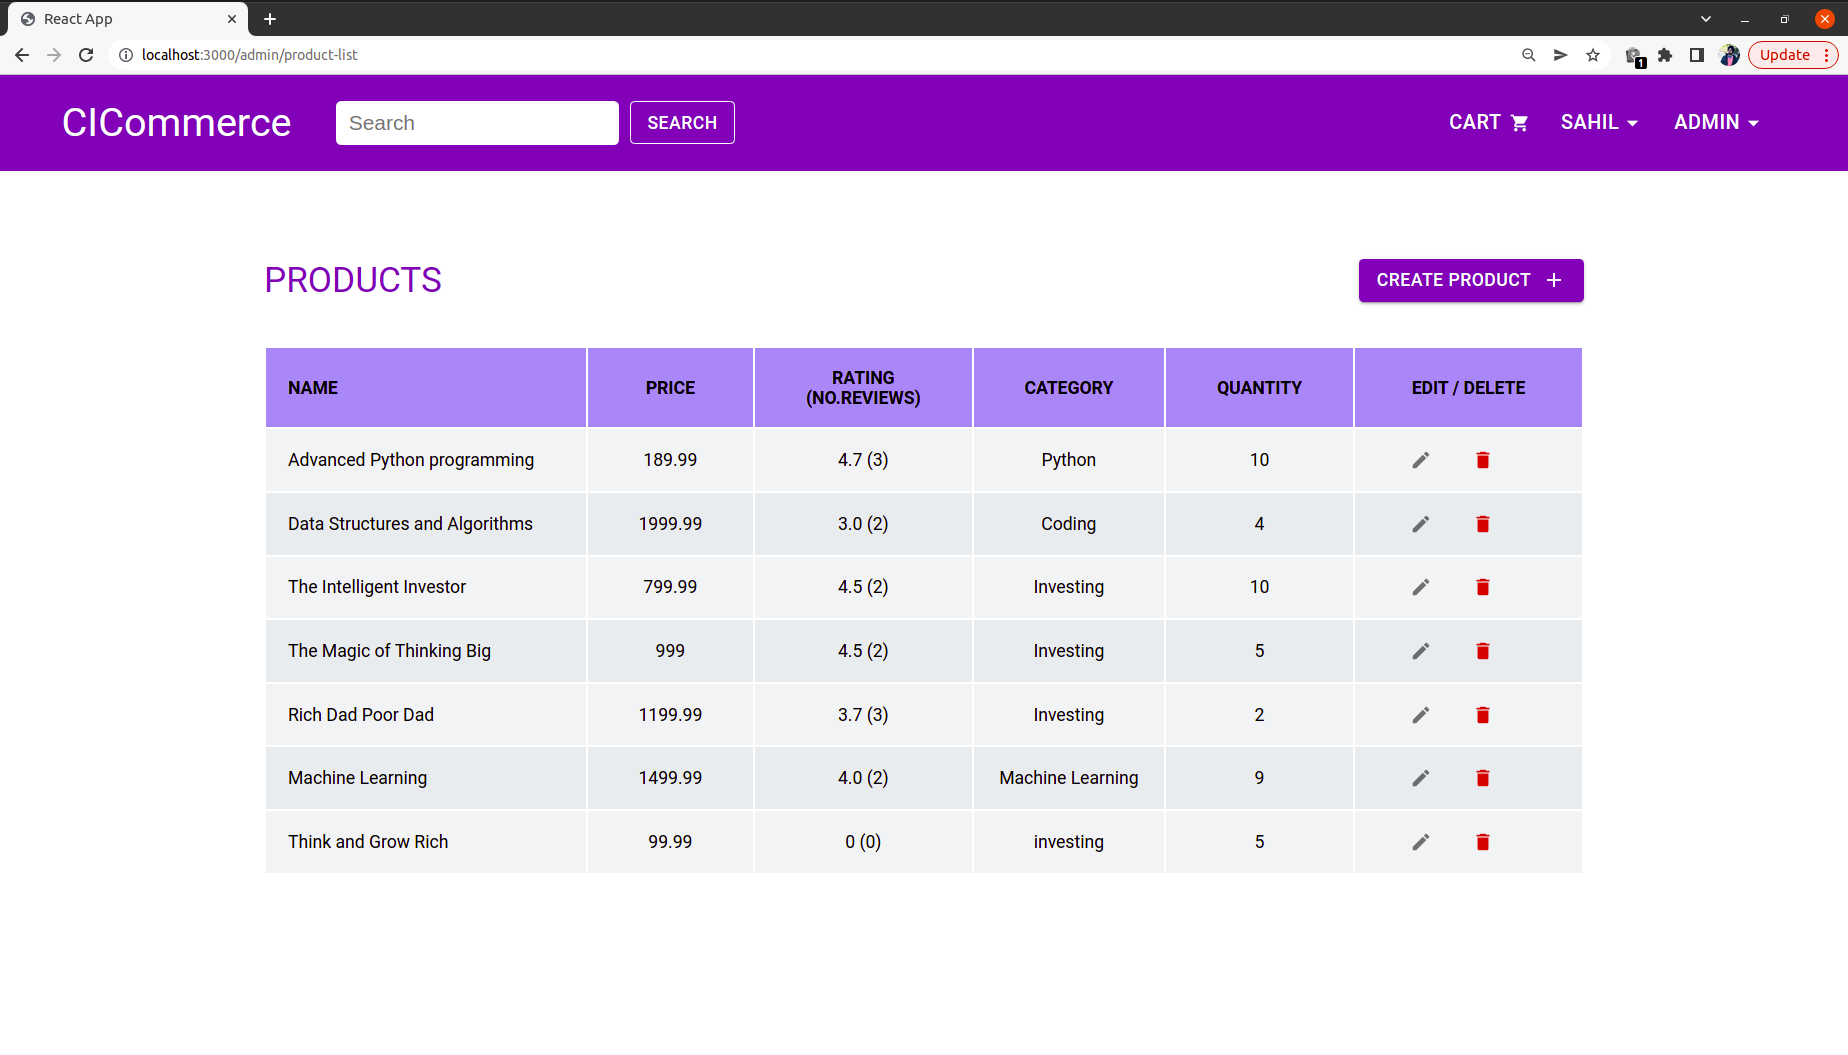 React App
localhost:3000/admin/product-list
1
Update
CICommerce
Search
SEARCH
CART
SAHIL
ADMIN
PRODUCTS
CREATE PRODUCT
NAME PRICE RATING (NO.REVIEWS) CATEGORY QUANTITY EDIT / DELETE
Advanced Python programming 189.99 4.7 (3) Python 10
Data Structures and Algorithms 1999.99 3.0 (2) Coding 4
The Intelligent Investor 799.99 4.5 (2) Investing 10
The Magic of Thinking Big 999 4.5 (2) Investing 5
Rich Dad Poor Dad 1199.99 3.7 (3) Investing 2
Machine Learning 1499.99 4.0 (2) Machine Learning 9
Think and Grow Rich 99.99 0 (0) investing 5